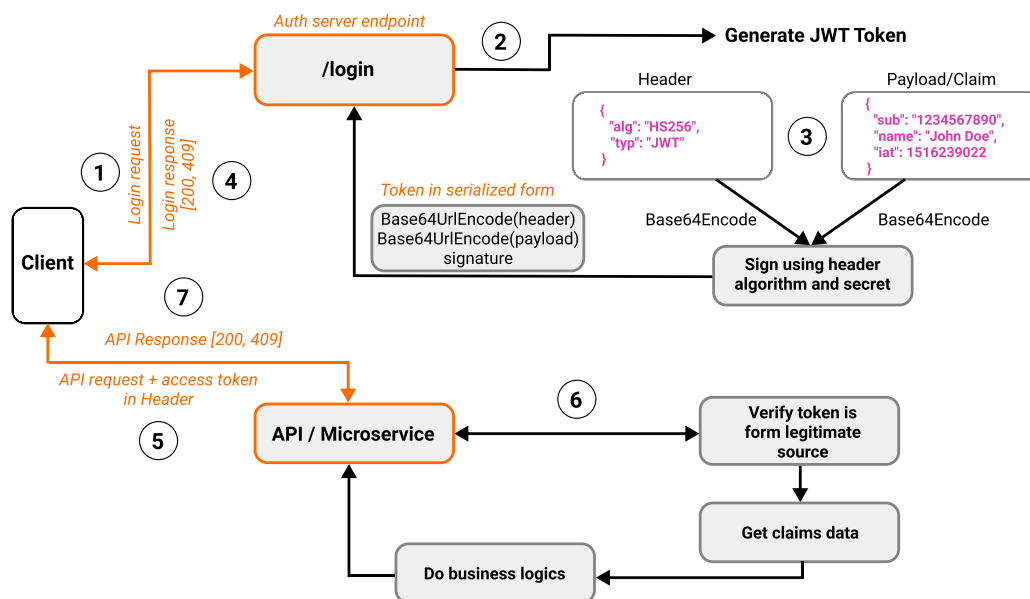 Auth server endpoint
/login
2
Generate JWT Token
Header
{
"alg": "HS256",
"typ": "JWT"
}
3
Payload/Claim
{
"sub": "1234567890",
"name": "John Doe",
"iat": 1516239022
}
1
Login request
Login response
[200, 409]
4
Token in serialized form
Base64UrlEncode(header)
Base64UrlEncode(payload)
signature
Base64Encode
Base64Encode
Sign using header
algorithm and secret
Client
7
API Response [200, 409]
API request + access token
in Header
5
API / Microservice
6
Verify token is
form legitimate
source
Get claims data
Do business logics